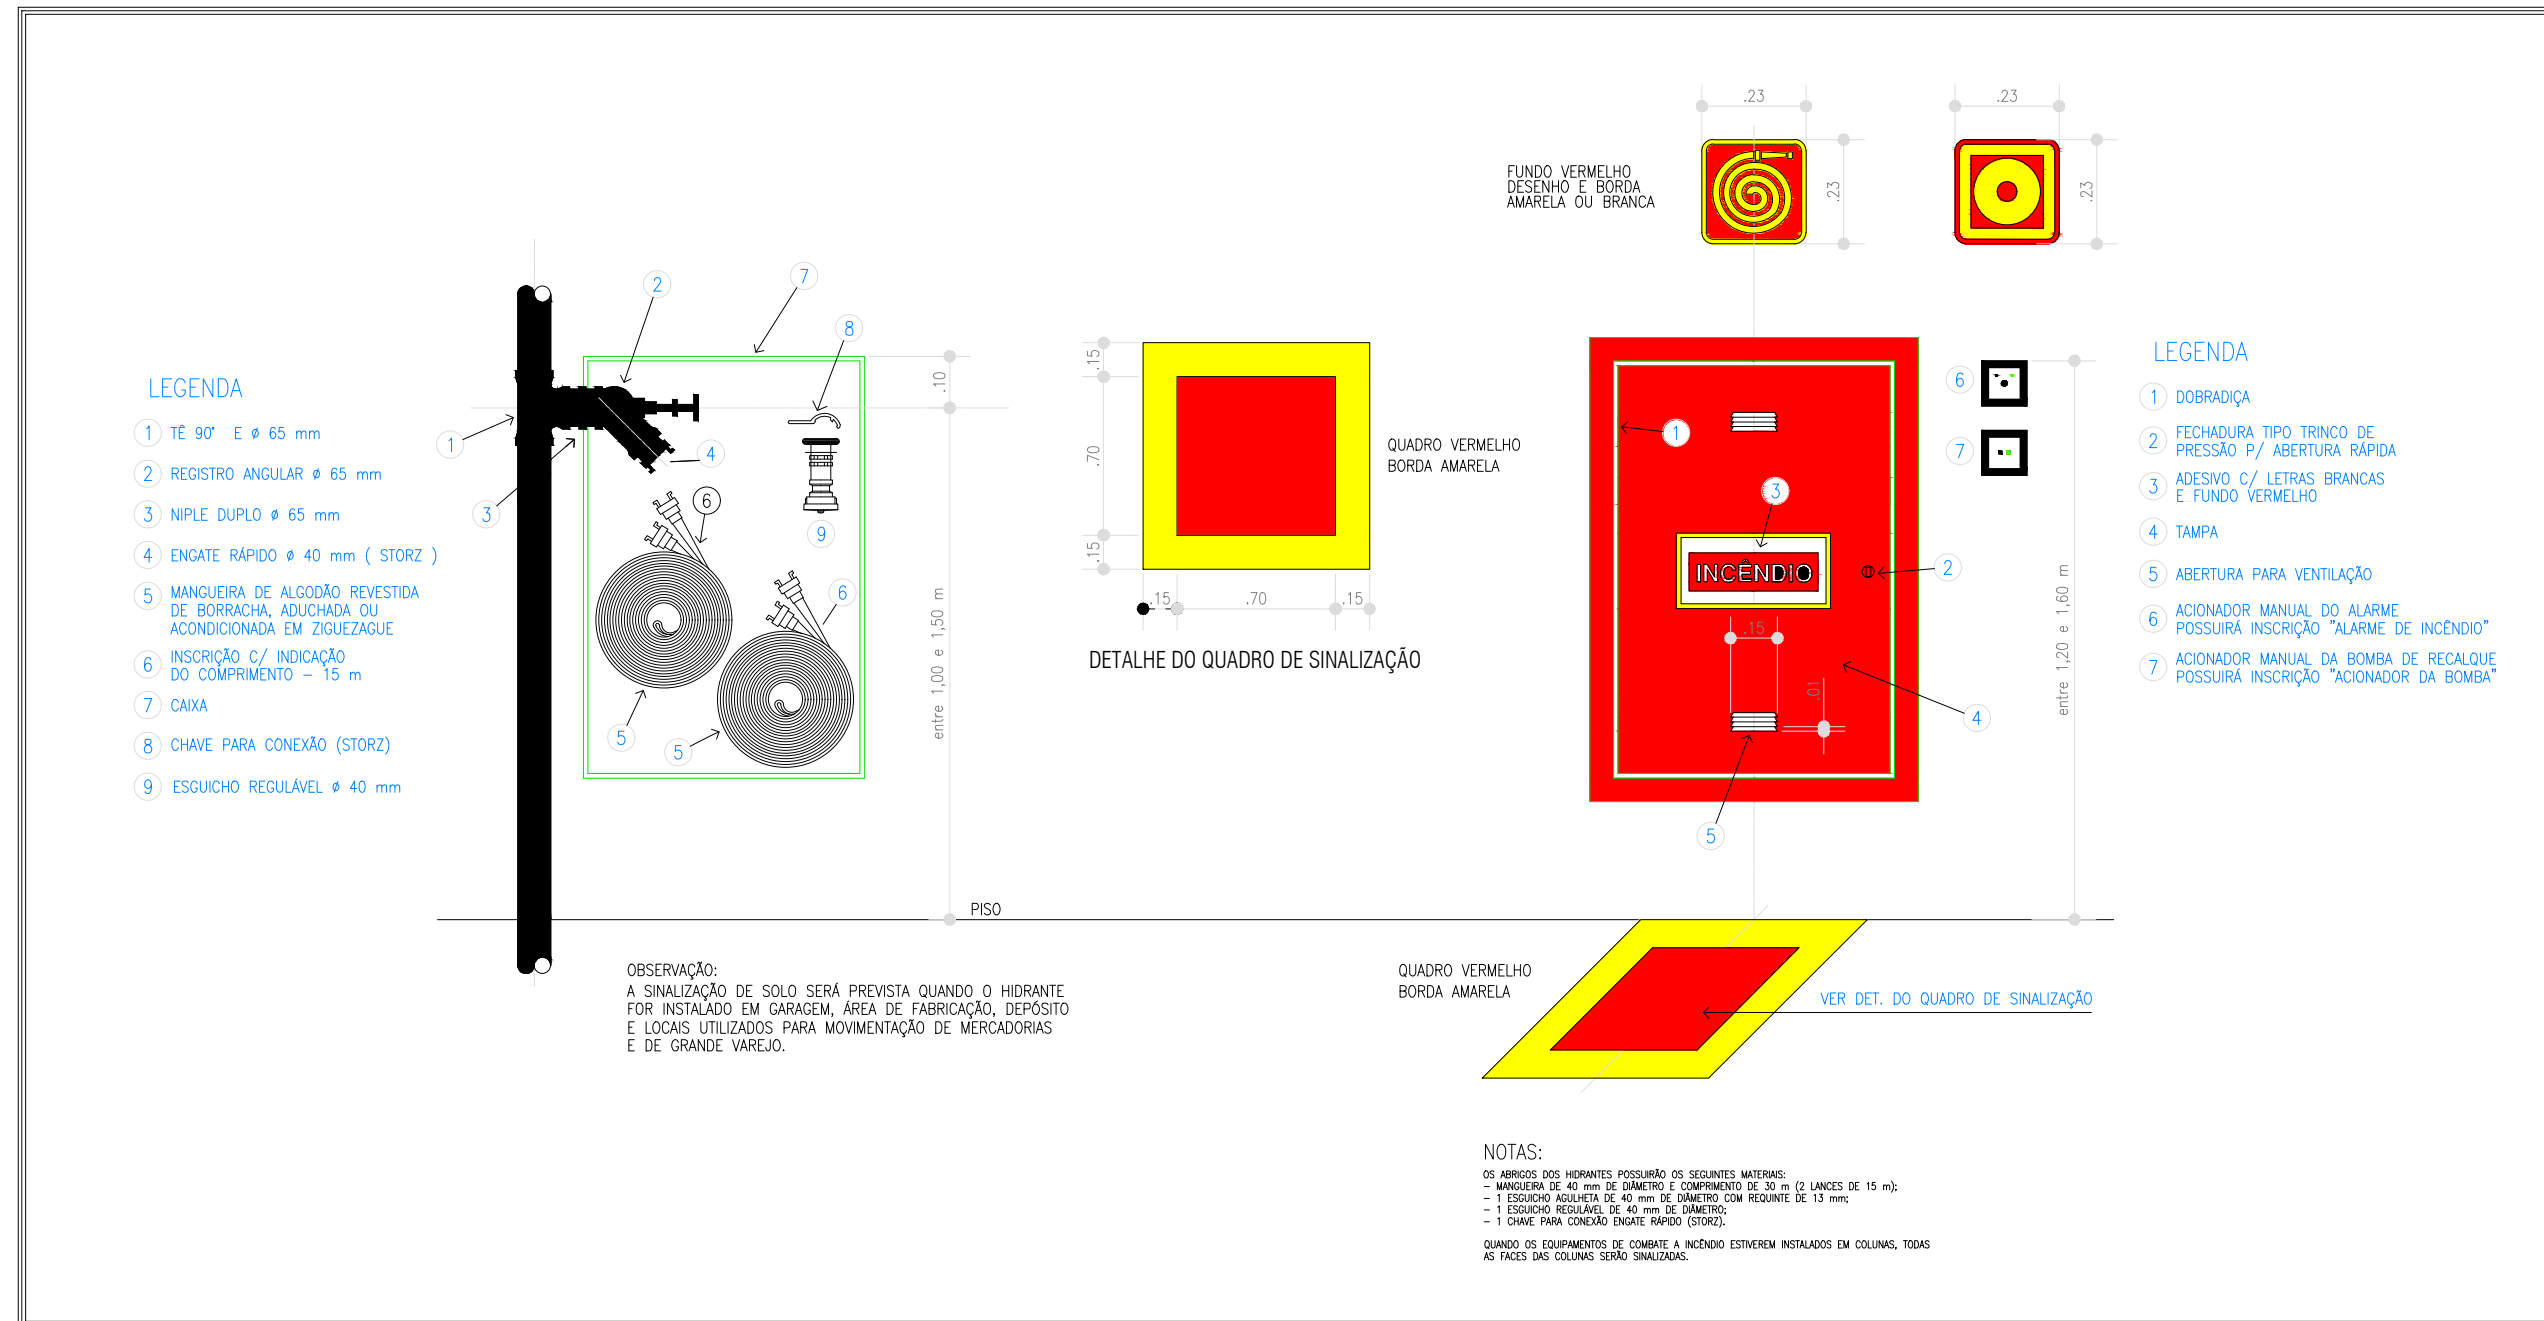 LEGENDA
1 TÊ 90° E ø 65 mm
2 REGISTRO ANGULAR ø 65 mm
3 NIPLE DUPLO ø 65 mm
4 ENGATE RÁPIDO ø 40 mm ( STORZ )
5 MANGUEIRA DE ALGODÃO REVESTIDA
DE BORRACHA, ADUCHADA OU
ACONDICIONADA EM ZIGUEZAGUE
6 INSCRIÇÃO C/ INDICAÇÃO
DO COMPRIMENTO – 15 m
7 CAIXA
8 CHAVE PARA CONEXÃO (STORZ)
9 ESGUICHO REGULÁVEL ø 40 mm
2
7
8
1
3
4
6
9
6
5
5
.10
entre 1,00 e 1,50 m
PISO
OBSERVAÇÃO:
A SINALIZAÇÃO DE SOLO SERÁ PREVISTA QUANDO O HIDRANTE
FOR INSTALADO EM GARAGEM, ÁREA DE FABRICAÇÃO, DEPÓSITO
E LOCAIS UTILIZADOS PARA MOVIMENTAÇÃO DE MERCADORIAS
E DE GRANDE VAREJO.
.15
.70
.15
.15
.70
.15
QUADRO VERMELHO
BORDA AMARELA
DETALHE DO QUADRO DE SINALIZAÇÃO
FUNDO VERMELHO
DESENHO E BORDA
AMARELA OU BRANCA
.23
.23
.23
.23
1
3
INCÊNDIO
2
.15
.01
4
5
6
7
entre 1,20 e 1,60 m
LEGENDA
1 DOBRADIÇA
2 FECHADURA TIPO TRINCO DE
PRESSÃO P/ ABERTURA RÁPIDA
3 ADESIVO C/ LETRAS BRANCAS
E FUNDO VERMELHO
4 TAMPA
5 ABERTURA PARA VENTILAÇÃO
6 ACIONADOR MANUAL DO ALARME
POSSUIRÁ INSCRIÇÃO "ALARME DE INCÊNDIO"
7 ACIONADOR MANUAL DA BOMBA DE RECALQUE
POSSUIRÁ INSCRIÇÃO "ACIONADOR DA BOMBA"
QUADRO VERMELHO
BORDA AMARELA
VER DET. DO QUADRO DE SINALIZAÇÃO
NOTAS:
OS ABRIGOS DOS HIDRANTES POSSUIRÃO OS SEGUINTES MATERIAIS:
– MANGUEIRA DE 40 mm DE DIÂMETRO E COMPRIMENTO DE 30 m (2 LANCES DE 15 m);
– 1 ESGUICHO AGULHETA DE 40 mm DE DIÂMETRO COM REQUINTE DE 13 mm;
– 1 ESGUICHO REGULÁVEL DE 40 mm DE DIÂMETRO;
– 1 CHAVE PARA CONEXÃO ENGATE RÁPIDO (STORZ).
QUANDO OS EQUIPAMENTOS DE COMBATE A INCÊNDIO ESTIVEREM INSTALADOS EM COLUNAS, TODAS
AS FACES DAS COLUNAS SERÃO SINALIZADAS.